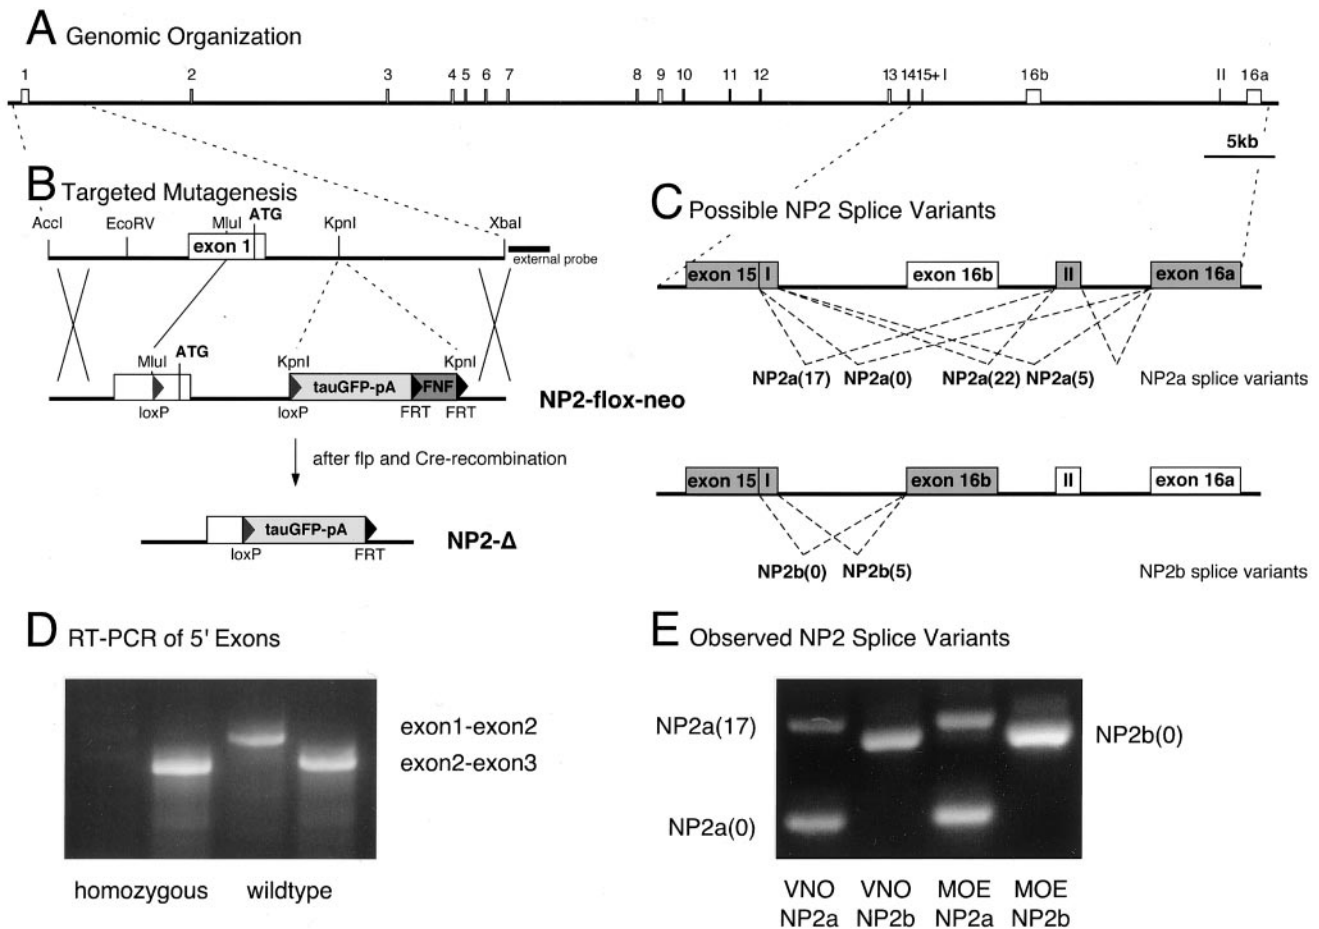 A Genomic Organization
1 2 3 4 5 6 7 8 9 10 11 12 13 14 15+ I 16b II 16a
5kb
B Targeted Mutagenesis
AccI EcoRV MluI ATG KpnI XbaI
exon 1
external probe
MluI ATG KpnI KpnI
tauGFP-pA FNF
loxP loxP FRT FRT
NP2-flox-neo
after flp and Cre-recombination
tauGFP-pA
loxP FRT
NP2-Δ
C Possible NP2 Splice Variants
exon 15 I exon 16b II exon 16a
NP2a(17) NP2a(0) NP2a(22) NP2a(5) NP2a splice variants
exon 15 I exon 16b II exon 16a
NP2b(0) NP2b(5) NP2b splice variants
D RT-PCR of 5' Exons
exon1-exon2
exon2-exon3
homozygous wildtype
E Observed NP2 Splice Variants
NP2a(17)
NP2b(0)
NP2a(0)
VNO VNO MOE MOE
NP2a NP2b NP2a NP2b